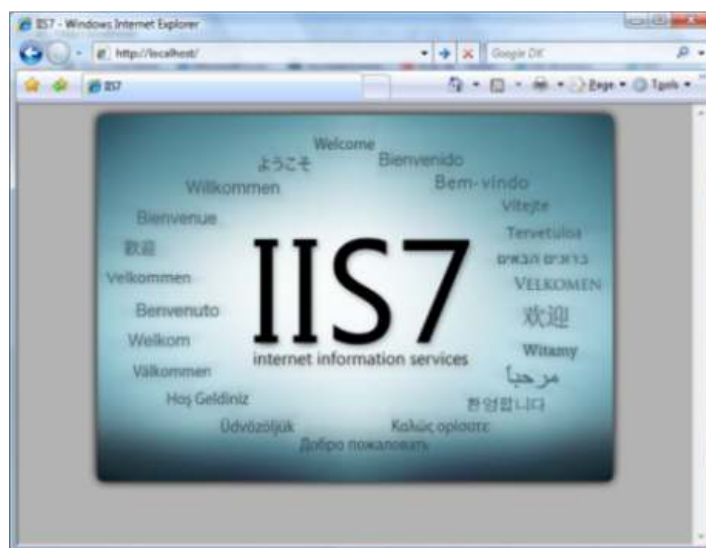 IIS7 - Windows Internet Explorer
http://localhost/
Google DK
IIS7
Page
Tools
Welcome
ようこそ
Bienvenido
Willkommen
Bem-vindo
Bienvenue
Vítejte
Tervetuloa
歡迎
ברוכים הבאים
Velkommen
VELKOMEN
IIS7
Benvenuto
欢迎
Welkom
internet information services
Witamy
Välkommen
مرحباً
Hoş Geldiniz
환영합니다
Üdvözöljük
Καλώς ορίσατε
Добро пожаловать